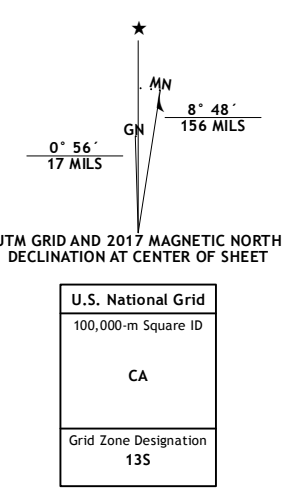 ★
MN
8° 48´
156 MILS
GN
0° 56´
17 MILS
UTM GRID AND 2017 MAGNETIC NORTH
DECLINATION AT CENTER OF SHEET
U.S. National Grid
100,000-m Square ID
CA
Grid Zone Designation
13S